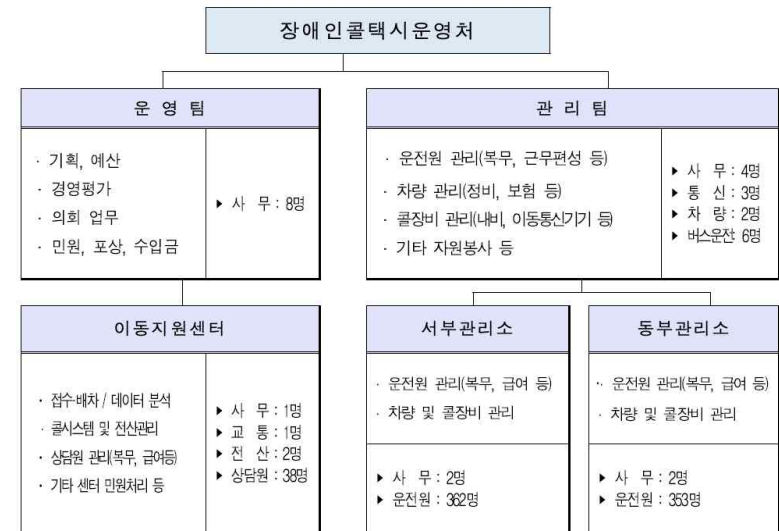 장애인콜택시운영처
운 영 팀
· 기획, 예산
· 경영평가
· 의회 업무
· 민원, 포상, 수입금
▸ 사 무 : 8명
관 리 팀
· 운전원 관리(복무, 근무편성 등)
· 차량 관리(정비, 보험 등)
· 콜장비 관리(내비, 이동통신기기 등)
· 기타 자원봉사 등
▸ 사 무 : 4명
▸ 통 신 : 3명
▸ 차 량 : 2명
▸ 버스운전 6명
이동지원센터
· 접수·배차 / 데이터 분석
· 콜시스템 및 전산관리
· 상담원 관리(복무, 급여등)
· 기타 센터 민원처리 등
▸ 사 무 : 1명
▸ 교 통 : 1명
▸ 전 산 : 2명
▸ 상담원 : 38명
서부관리소
· 운전원 관리(복무, 급여 등)
· 차량 및 콜장비 관리
▸ 사 무 : 2명
▸ 운전원 : 362명
동부관리소
· 운전원 관리(복무, 급여 등)
· 차량 및 콜장비 관리
▸ 사 무 : 2명
▸ 운전원 : 353명